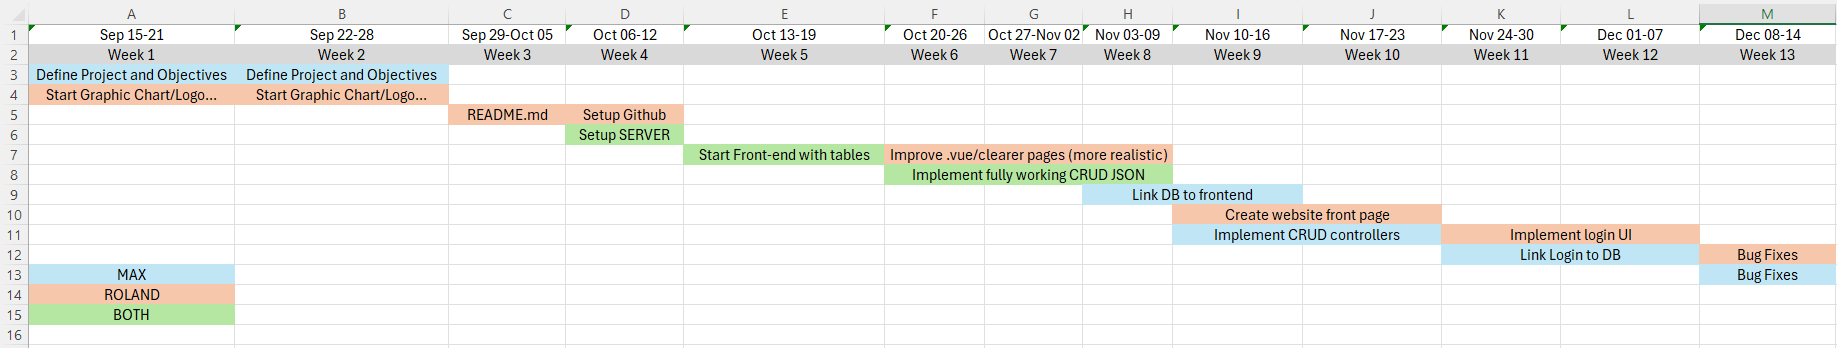 A B C D E F G H I J K L M
1 Sep 15-21 Sep 22-28 Sep 29-Oct 05 Oct 06-12 Oct 13-19 Oct 20-26 Oct 27-Nov 02 Nov 03-09 Nov 10-16 Nov 17-23 Nov 24-30 Dec 01-07 Dec 08-14
2 Week 1 Week 2 Week 3 Week 4 Week 5 Week 6 Week 7 Week 8 Week 9 Week 10 Week 11 Week 12 Week 13
3 Define Project and Objectives Define Project and Objectives
4 Start Graphic Chart/Logo... Start Graphic Chart/Logo...
5 README.md Setup Github
6 Setup SERVER
7 Start Front-end with tables Improve .vue/clearer pages (more realistic)
8 Implement fully working CRUD JSON
9 Link DB to frontend
10 Create website front page
11 Implement CRUD controllers Implement login UI
12 Link Login to DB Bug Fixes
13 MAX Bug Fixes
14 ROLAND
15 BOTH
16